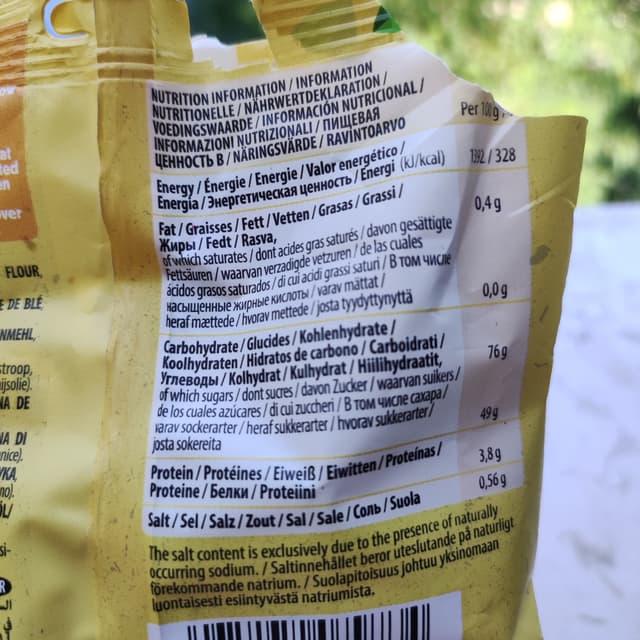 NUTRITION INFORMATION / INFORMATION
NUTRITIONELLE / NÄHRWERTDEKLARATION /
VOEDINGSWAARDE / INFORMACIÓN NUTRICIONAL /
INFORMAZIONI NUTRIZIONALI / ПИЩЕВАЯ
ЦЕННОСТЬ В / NÄRINGSVÄRDE / RAVINTOARVO
Per 100g
Energy / Énergie / Energie / Valor energético /
Energia / Энергетическая ценность / Energi (kJ/kcal) 1392 / 328
Fat / Graisses / Fett / Vetten / Grasas / Grassi / 0,4 g
Жиры / Fedt / Rasva,
of which saturates / dont acides gras saturés / davon gesättigte
Fettsäuren / waarvan verzadigde vetzuren / de las cuales
ácidos grasos saturados / di cui acidi grassi saturi / В том числе
насыщенные жирные кислоты / varav mättat / 0,0 g
heraf mættede / hvorav mettede / josta tyydyttynyttä
Carbohydrate / Glucides / Kohlenhydrate /
Koolhydraten / Hidratos de carbono / Carboidrati / 76 g
Углеводы / Kolhydrat / Kulhydrat / Hiilihydraatit,
of which sugars / dont sucres / davon Zucker / waarvan suikers /
de los cuales azúcares / di cui zuccheri / В том числе сахара /
varav sockerarter / heraf sukkerarter / hvorav sukkerarter / 49 g
josta sokereita
Protein / Protéines / Eiweiß / Eiwitten / Proteínas / 3,8 g
Proteine / Белки / Proteiini
Salt / Sel / Salz / Zout / Sal / Sale / Соль / Suola 0,56 g
The salt content is exclusively due to the presence of naturally
occurring sodium. / Saltinnehållet beror uteslutande på naturligt
förekommande natrium. / Suolapitoisuus johtuu yksinomaan
luontaisesti esiintyvästä natriumista.
FLOUR,
DE BLÉ,